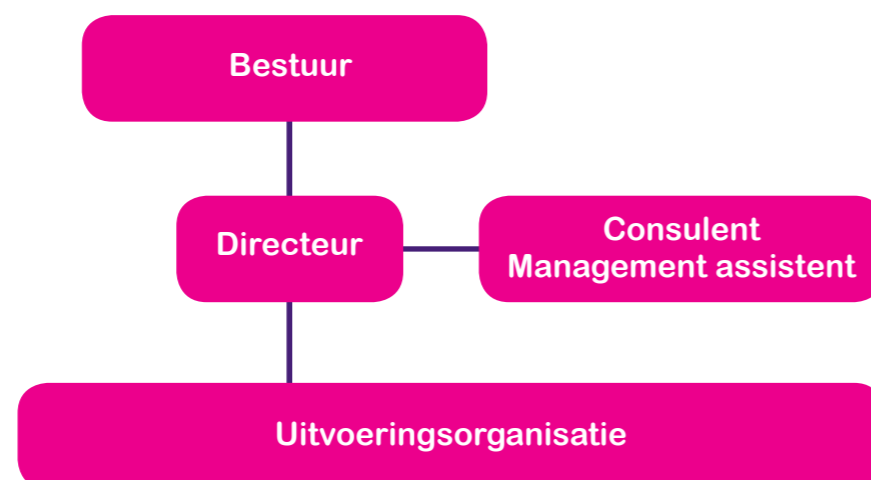 Bestuur
Directeur
Consulent
Management assistent
Uitvoeringsorganisatie